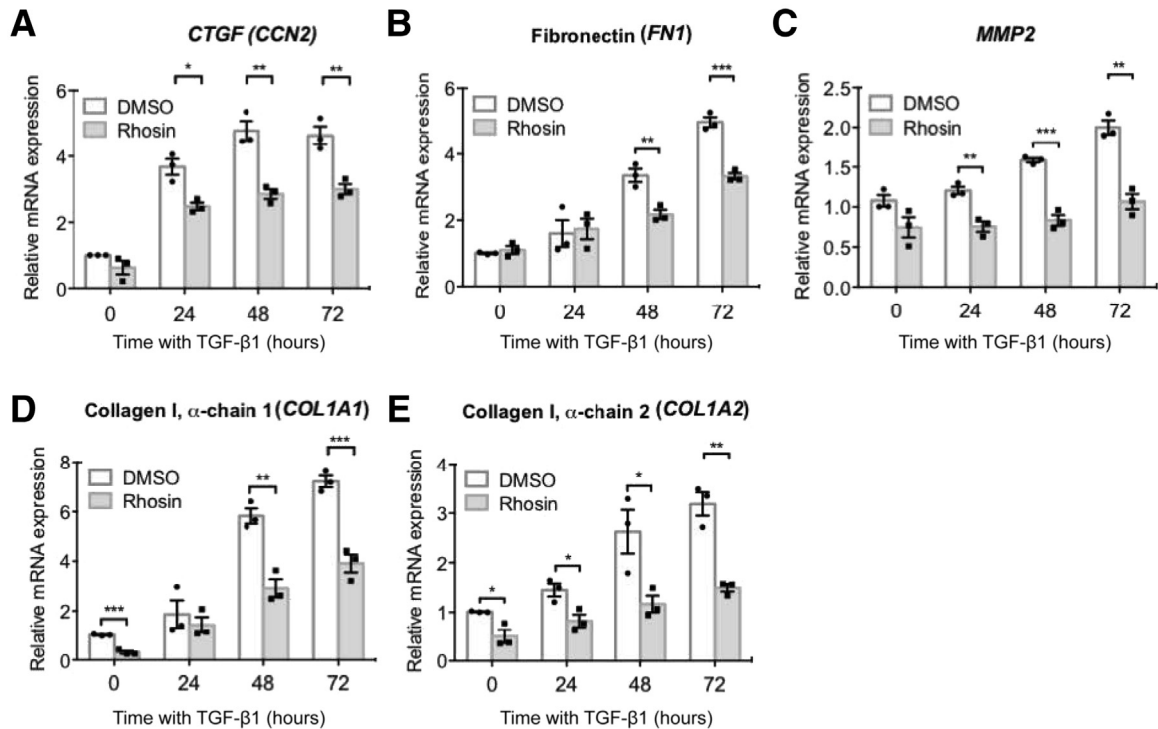 A
CTGF (CCN2)
* ** **
6
4
2
0
Relative mRNA expression
DMSO
Rhosin
0 24 48 72
Time with TGF-β1 (hours)
B
Fibronectin (FN1)
** ***
6
4
2
0
Relative mRNA expression
DMSO
Rhosin
0 24 48 72
Time with TGF-β1 (hours)
C
MMP2
** *** **
2.5
2.0
1.5
1.0
0.5
0.0
Relative mRNA expression
DMSO
Rhosin
0 24 48 72
Time with TGF-β1 (hours)
D
Collagen I, α-chain 1 (COL1A1)
*** ** ***
8
6
4
2
0
Relative mRNA expression
DMSO
Rhosin
0 24 48 72
Time with TGF-β1 (hours)
E
Collagen I, α-chain 2 (COL1A2)
* * * **
4
3
2
1
0
Relative mRNA expression
DMSO
Rhosin
0 24 48 72
Time with TGF-β1 (hours)